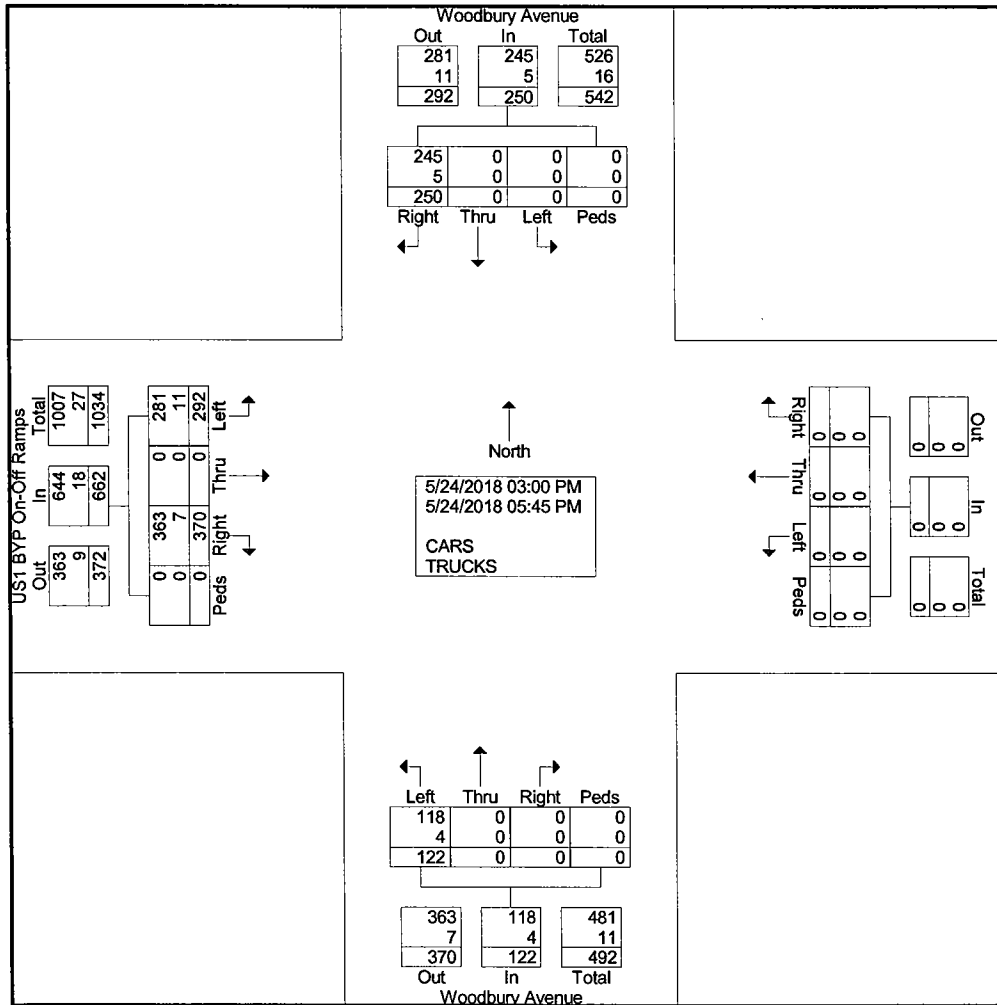 Woodbury Avenue
Out In Total
281 245 526
11 5 16
292 250 542
245 0 0 0
5 0 0 0
250 0 0 0
Right Thru Left Peds
US1 BYP On-Off Ramps
Total In Out
1007 644 363
27 18 9
1034 662 372
281 0 363 0
11 0 7 0
292 0 370 0
Left Thru Right Peds
North
5/24/2018 03:00 PM
5/24/2018 05:45 PM
CARS
TRUCKS
Right Thru Left Peds
0 0 0 0
0 0 0 0
0 0 0 0
Out In Total
0 0 0
0 0 0
0 0 0
Left Thru Right Peds
118 0 0 0
4 0 0 0
122 0 0 0
363 118 481
7 4 11
370 122 492
Out In Total
Woodbury Avenue